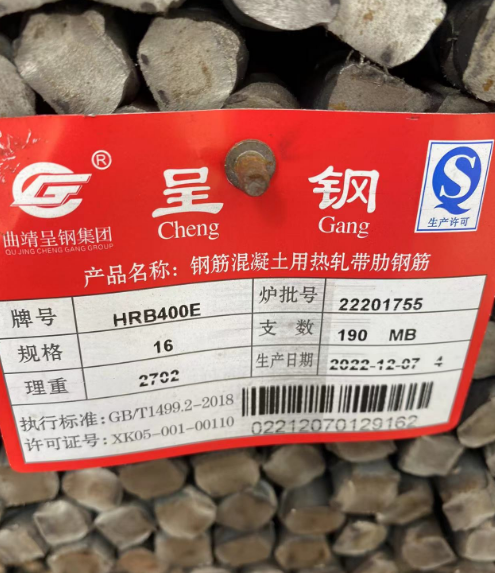 ®
呈 钢
Cheng Gang
曲靖呈钢集团
QUJING CHENG GANG GROUP
QS
生产许可
产品名称: 钢筋混凝土用热轧带肋钢筋
牌号 HRB400E 炉批号 22201755
规格 16 支数 190 MB
理重 2702 生产日期 2022-12-07 4
执行标准: GB/T1499.2-2018
许可证号: XK05-001-00110
02212070129162